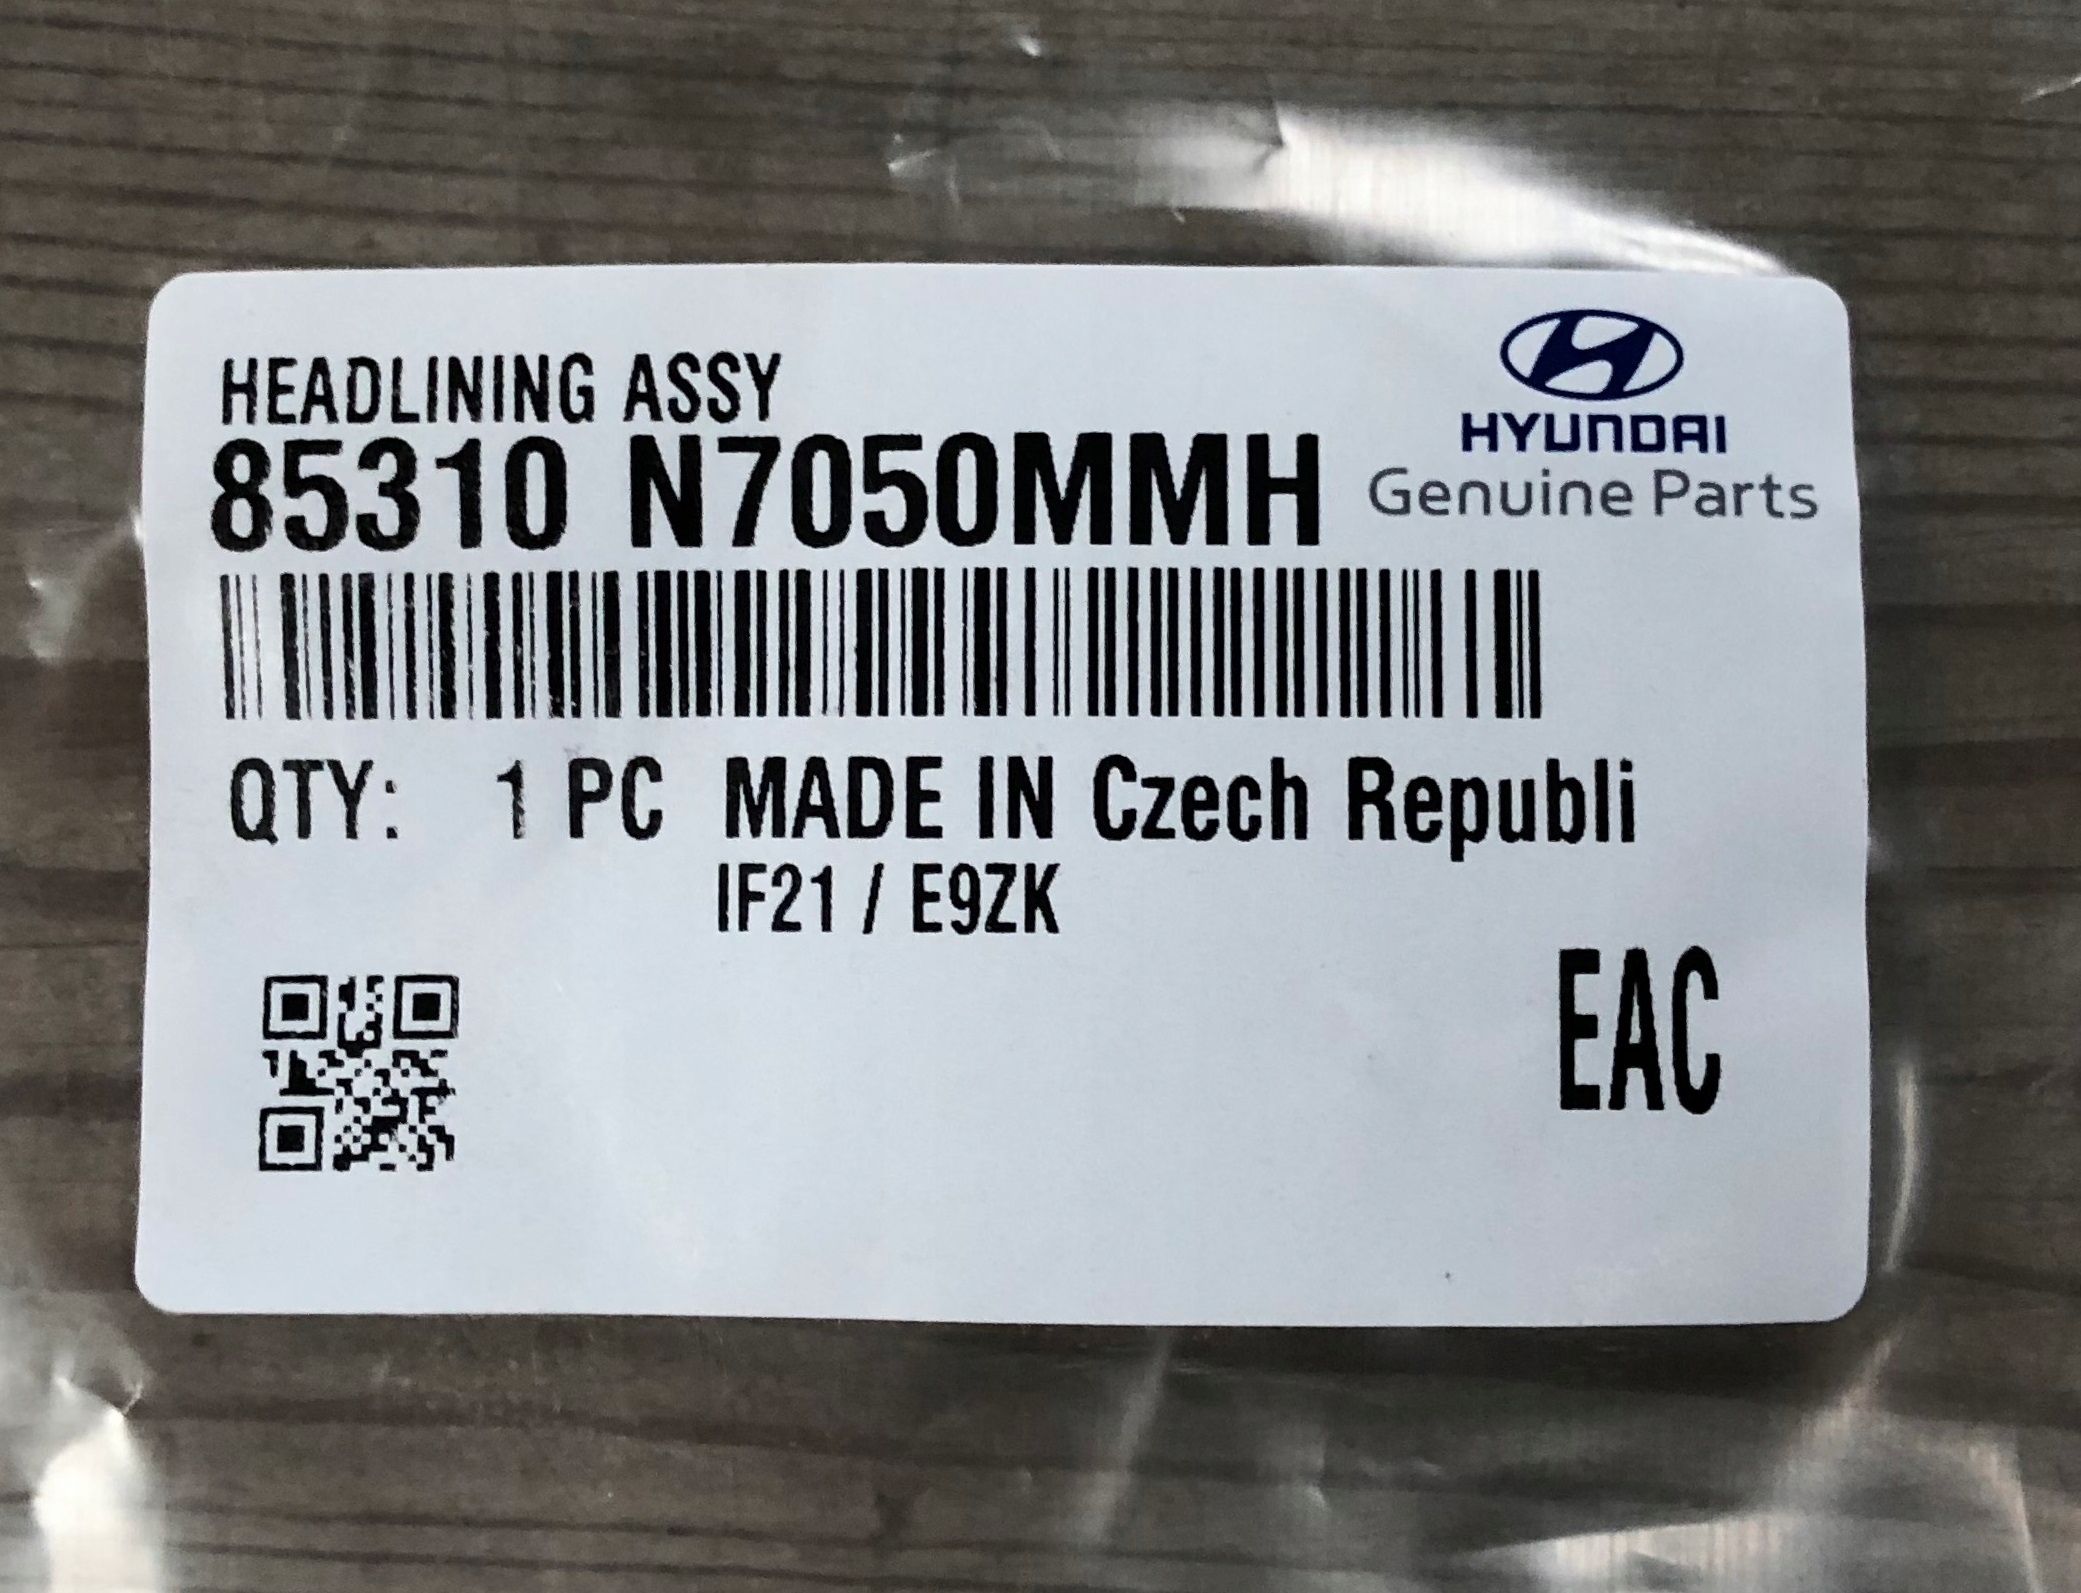 HEADLINING ASSY
HYUNDAI
85310 N7050MMH
Genuine Parts
QTY: 1 PC MADE IN Czech Republi
IF21 / E9ZK
EAC